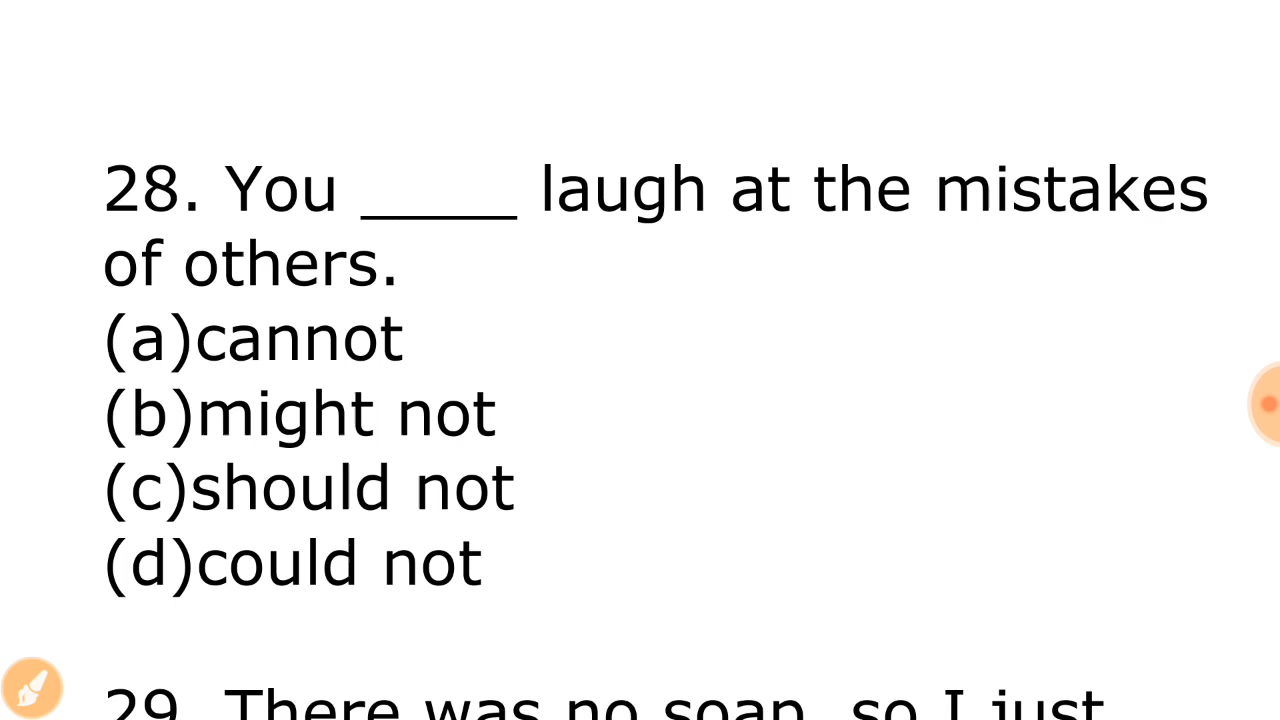 28. You _____ laugh at the mistakes
of others.
(a)cannot
(b)might not
(c)should not
(d)could not
29. There was no soap, so I just